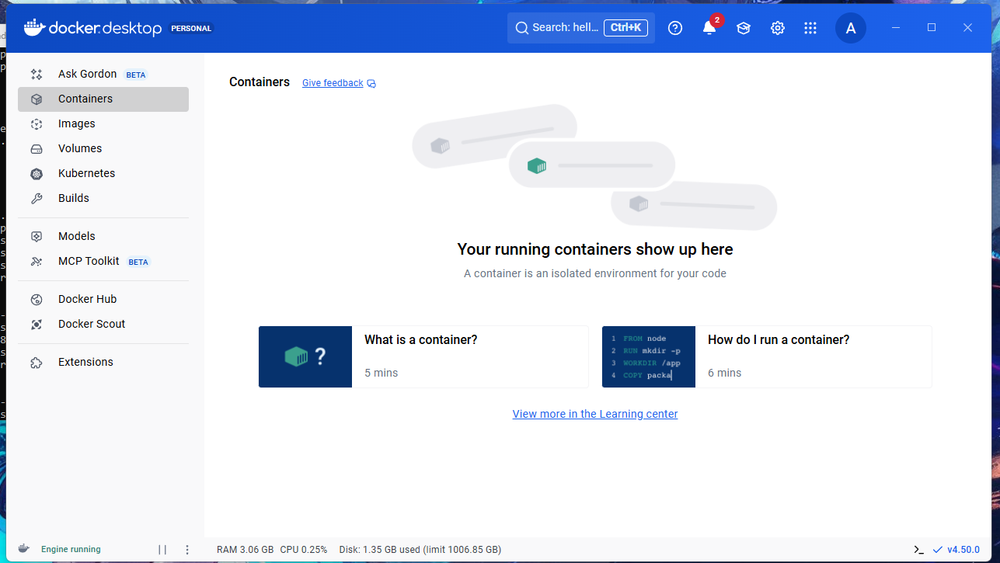 docker.desktop PERSONAL
Search: hell... Ctrl+K
2
A
Ask Gordon BETA
Containers
Images
Volumes
Kubernetes
Builds
Models
MCP Toolkit BETA
Docker Hub
Docker Scout
Extensions
Containers Give feedback
Your running containers show up here
A container is an isolated environment for your code
?
What is a container?
5 mins
1 FROM node
2 RUN mkdir -p
3 WORKDIR /app
4 COPY packa
How do I run a container?
6 mins
View more in the Learning center
Engine running
RAM 3.06 GB CPU 0.25% Disk: 1.35 GB used (limit 1006.85 GB)
v4.50.0